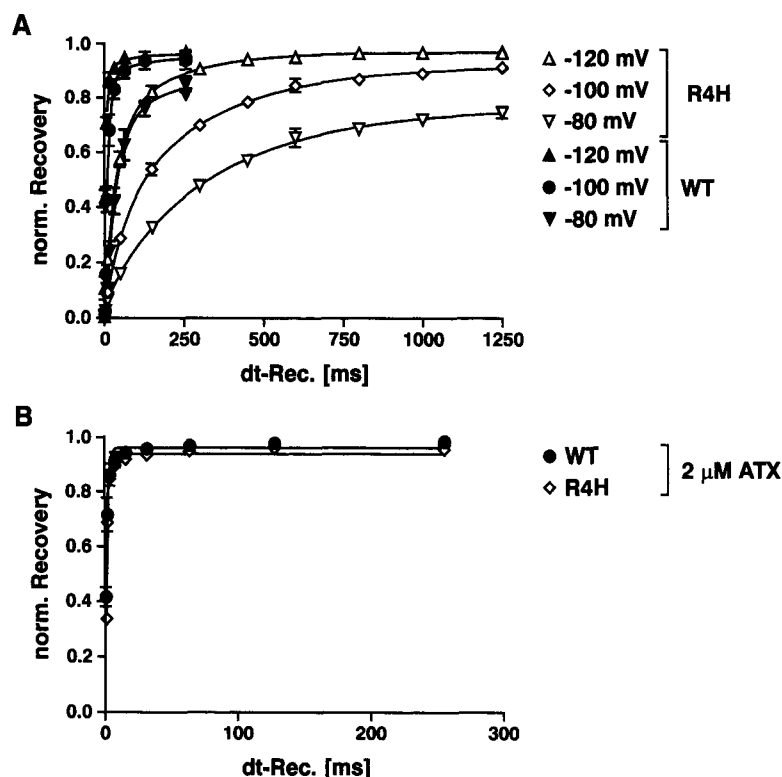 A
norm. Recovery
1.0
0.8
0.6
0.4
0.2
0.0
0
250
500
750
1000
1250
dt-Rec. [ms]
-120 mV
-100 mV
-80 mV
R4H
-120 mV
-100 mV
-80 mV
WT
B
norm. Recovery
1.0
0.8
0.6
0.4
0.2
0.0
0
100
200
300
dt-Rec. [ms]
WT
R4H
2 μM ATX